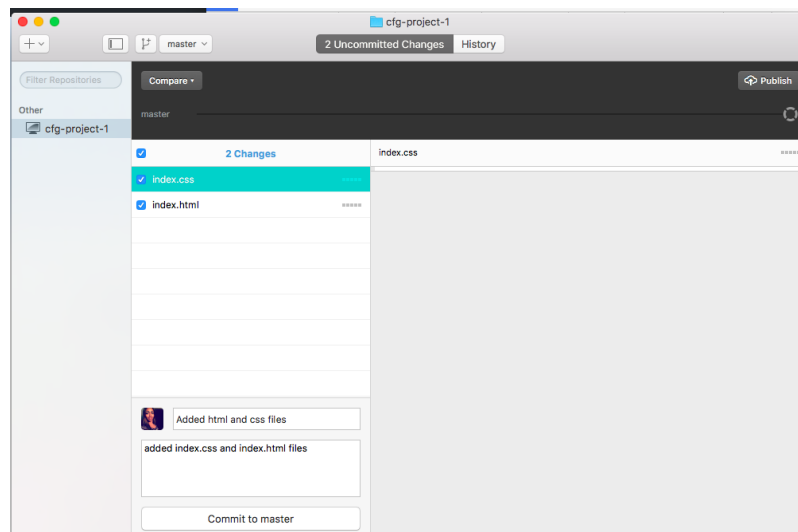 cfg-project-1
master
2 Uncommitted Changes
History
Filter Repositories
Compare
Publish
Other
master
cfg-project-1
2 Changes
index.css
index.css
index.html
Added html and css files
added index.css and index.html files
Commit to master